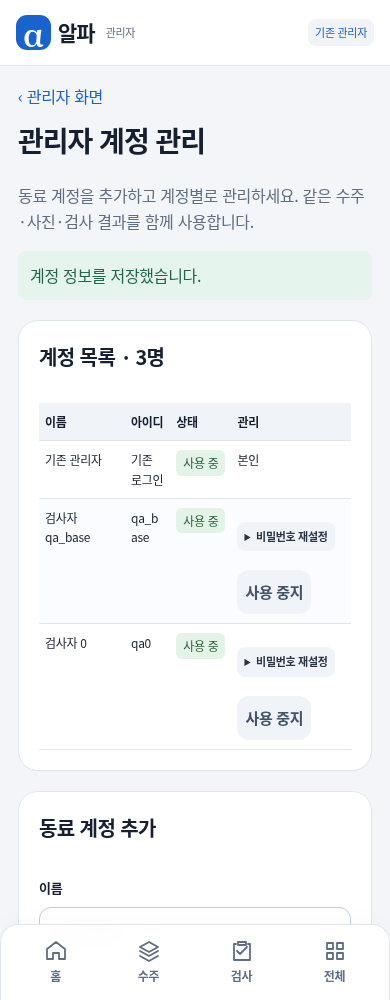 α 알파 관리자 기존 관리자
‹ 관리자 화면
관리자 계정 관리
동료 계정을 추가하고 계정별로 관리하세요. 같은 수주
·사진·검사 결과를 함께 사용합니다.
계정 정보를 저장했습니다.
계정 목록 · 3명
이름 아이디 상태 관리
기존 관리자 기존 사용 중 본인
로그인
검사자 qa_b 사용 중
qa_base ase ▶ 비밀번호 재설정
사용 중지
검사자 0 qa0 사용 중
▶ 비밀번호 재설정
사용 중지
동료 계정 추가
이름
홈 수주 검사 전체